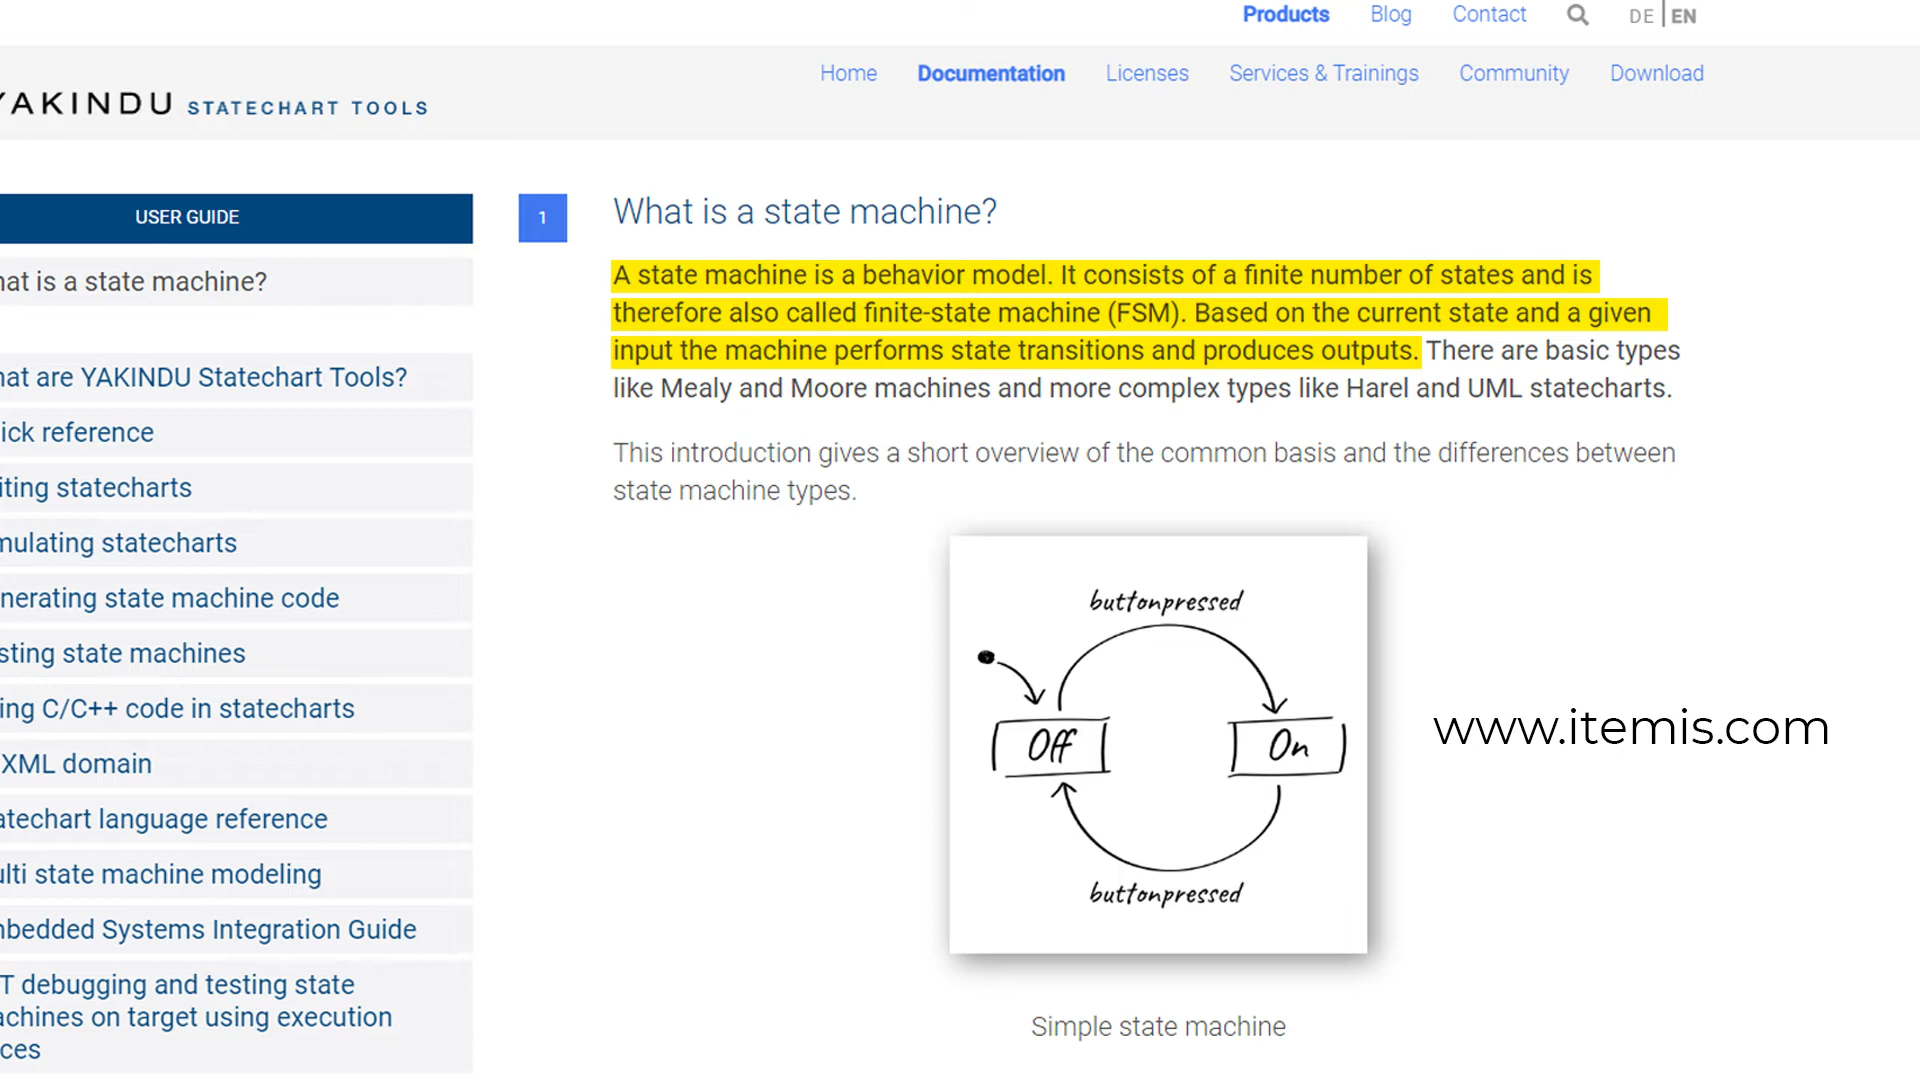 Products Blog Contact DE EN
Home Documentation Licenses Services & Trainings Community Download
YAKINDU STATECHART TOOLS
USER GUIDE
hat is a state machine?
hat are YAKINDU Statechart Tools?
ick reference
iting statecharts
mulating statecharts
nerating state machine code
sting state machines
ing C/C++ code in statecharts
XML domain
atechart language reference
ulti state machine modeling
bedded Systems Integration Guide
T debugging and testing state
achines on target using execution
ces
1
What is a state machine?
A state machine is a behavior model. It consists of a finite number of states and is
therefore also called finite-state machine (FSM). Based on the current state and a given
input the machine performs state transitions and produces outputs. There are basic types
like Mealy and Moore machines and more complex types like Harel and UML statecharts.
This introduction gives a short overview of the common basis and the differences between
state machine types.
buttonpressed
Off
On
buttonpressed
Simple state machine
www.itemis.com